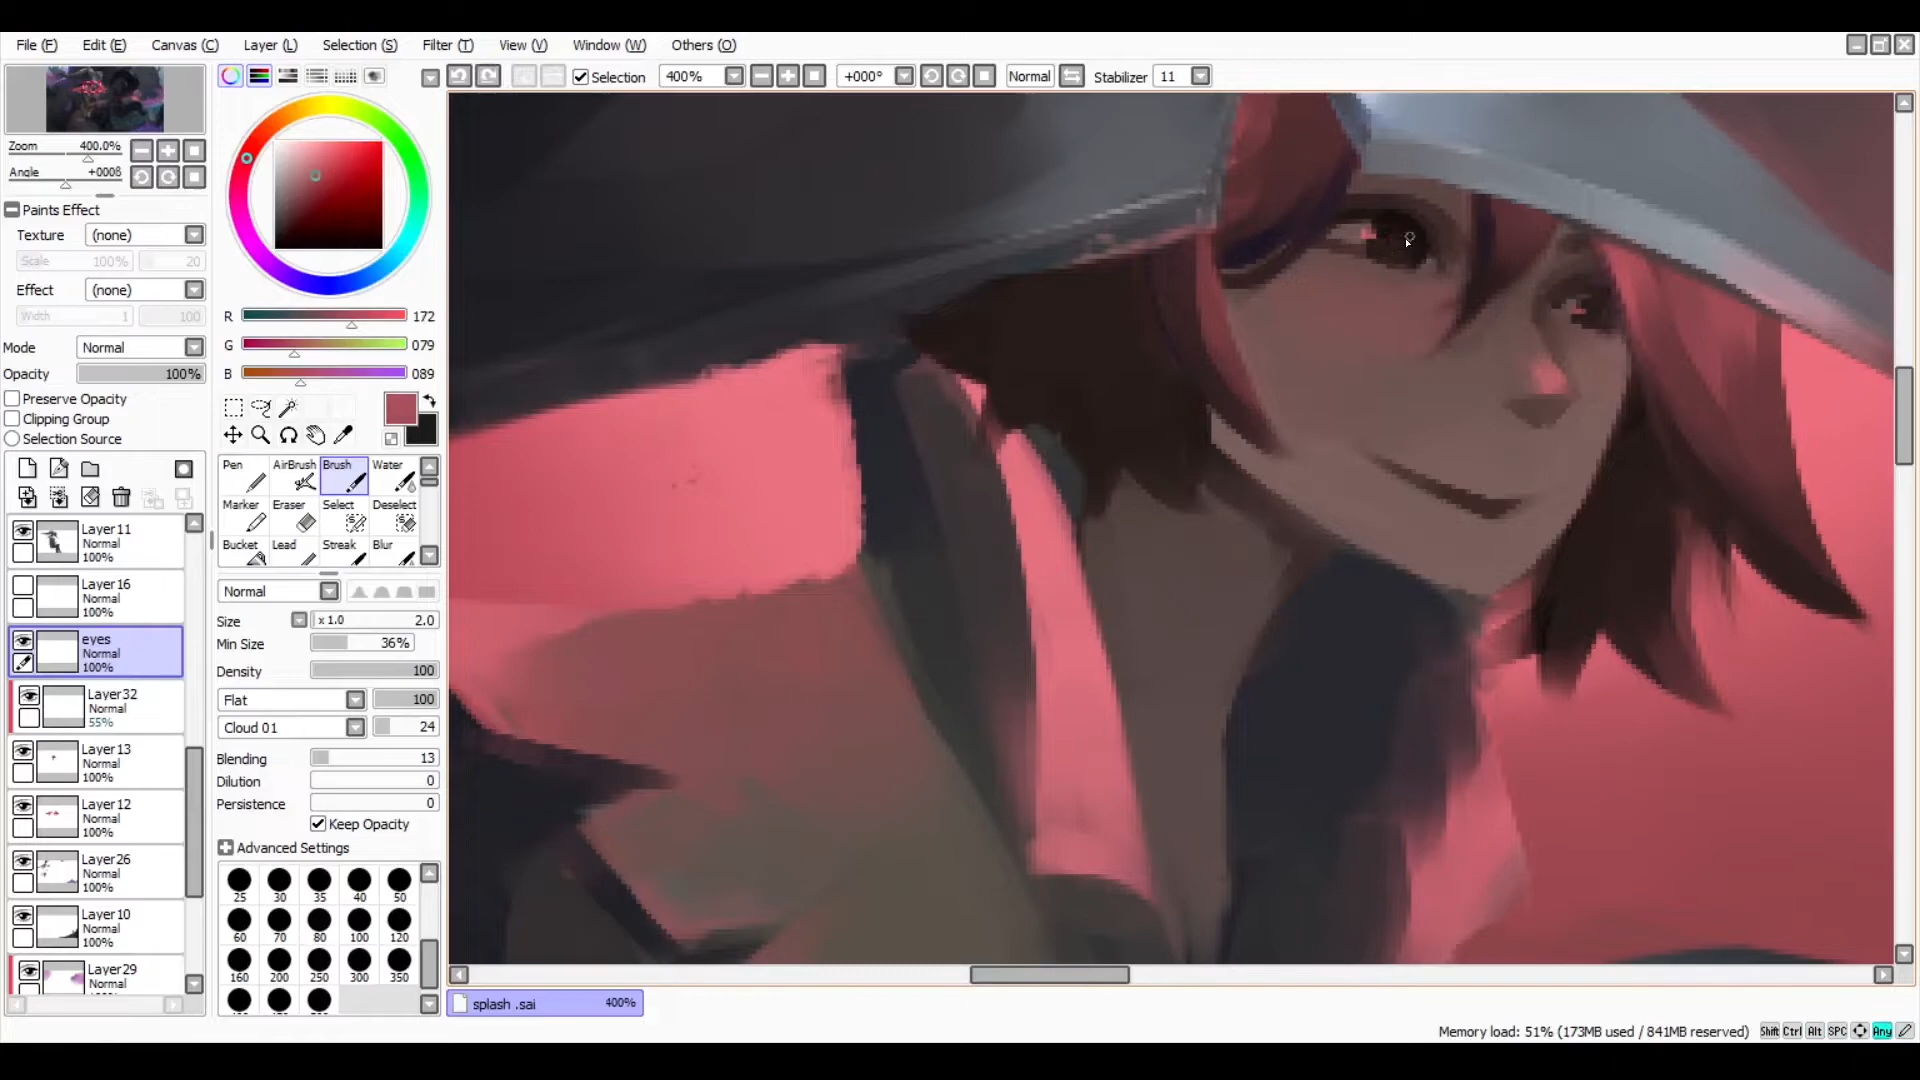 File (F) Edit (E) Canvas (C) Layer (L) Selection (S) Filter (T) View (V) Window (W) Others (O)
Selection 400% +000° Normal Stabilizer 11
Zoom 400.0%
Angle +0008
Paints Effect
Texture (none)
Scale 100% 20
Effect (none)
Width 1 100
Mode Normal
Opacity 100%
Preserve Opacity
Clipping Group
Selection Source
Layer11
Normal
100%
Layer16
Normal
100%
eyes
Normal
100%
Layer32
Normal
55%
Layer13
Normal
100%
Layer12
Normal
100%
Layer26
Normal
100%
Layer10
Normal
100%
Layer29
Normal
R 172
G 079
B 089
Pen AirBrush Brush Water
Marker Eraser Select Deselect
Bucket Lead Streak Blur
Normal
Size x 1.0 2.0
Min Size 36%
Density 100
Flat 100
Cloud 01 24
Blending 13
Dilution 0
Persistence 0
Keep Opacity
Advanced Settings
25 30 35 40 50
60 70 80 100 120
160 200 250 300 350
splash .sai 400%
Memory load: 51% (173MB used / 841MB reserved) Shift Ctrl Alt SPC Any